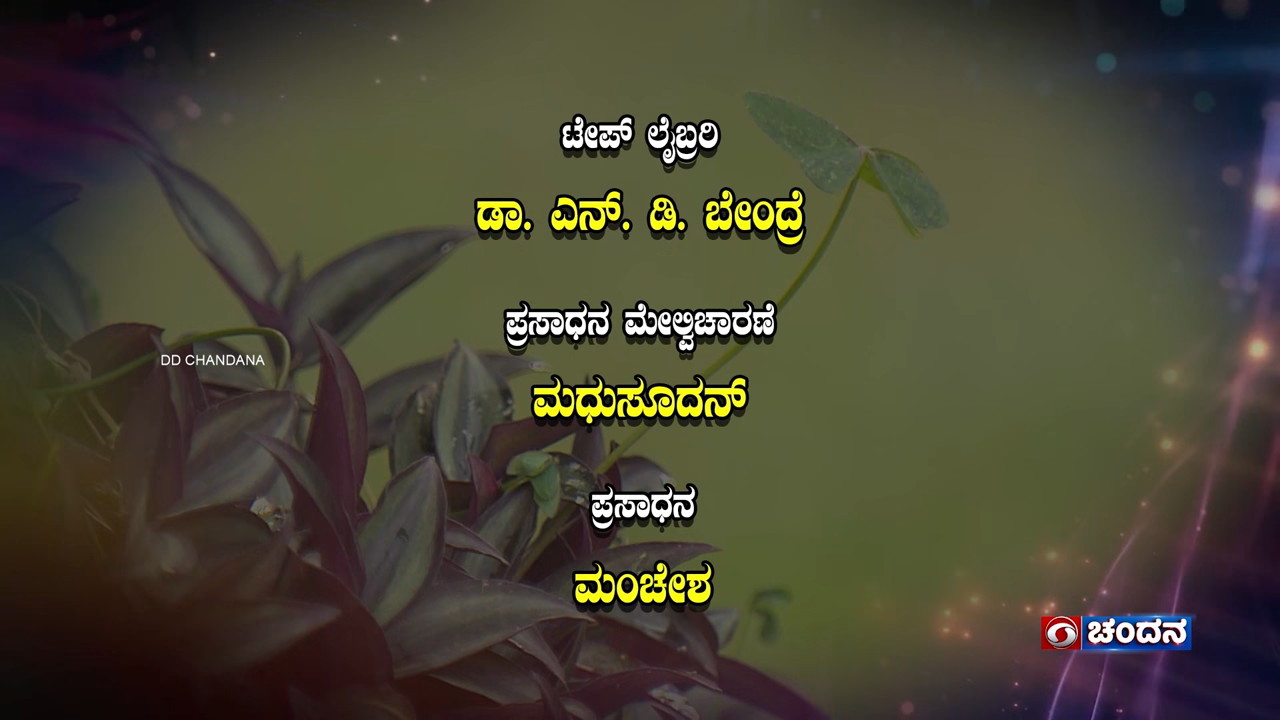 ಟೇಪ್ ಲೈಬ್ರರಿ
ಡಾ. ಎನ್. ಡಿ. ಬೇಂದ್ರೆ
ಪ್ರಸಾಧನ ಮೇಲ್ವಿಚಾರಣೆ
DD CHANDANA
ಮಧುಸೂದನ್
ಪ್ರಸಾಧನ
ಮಂಚೇಶ
ಚಂದನ